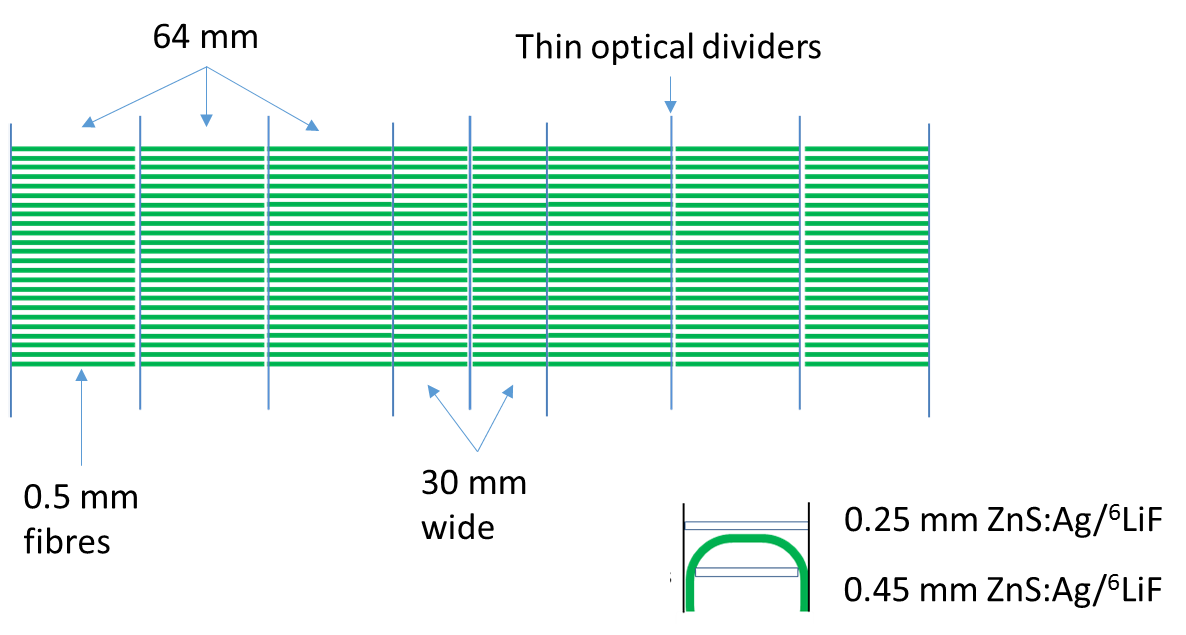 64 mm
Thin optical dividers
0.5 mm
fibres
30 mm
wide
0.25 mm ZnS:Ag/⁶LiF
0.45 mm ZnS:Ag/⁶LiF